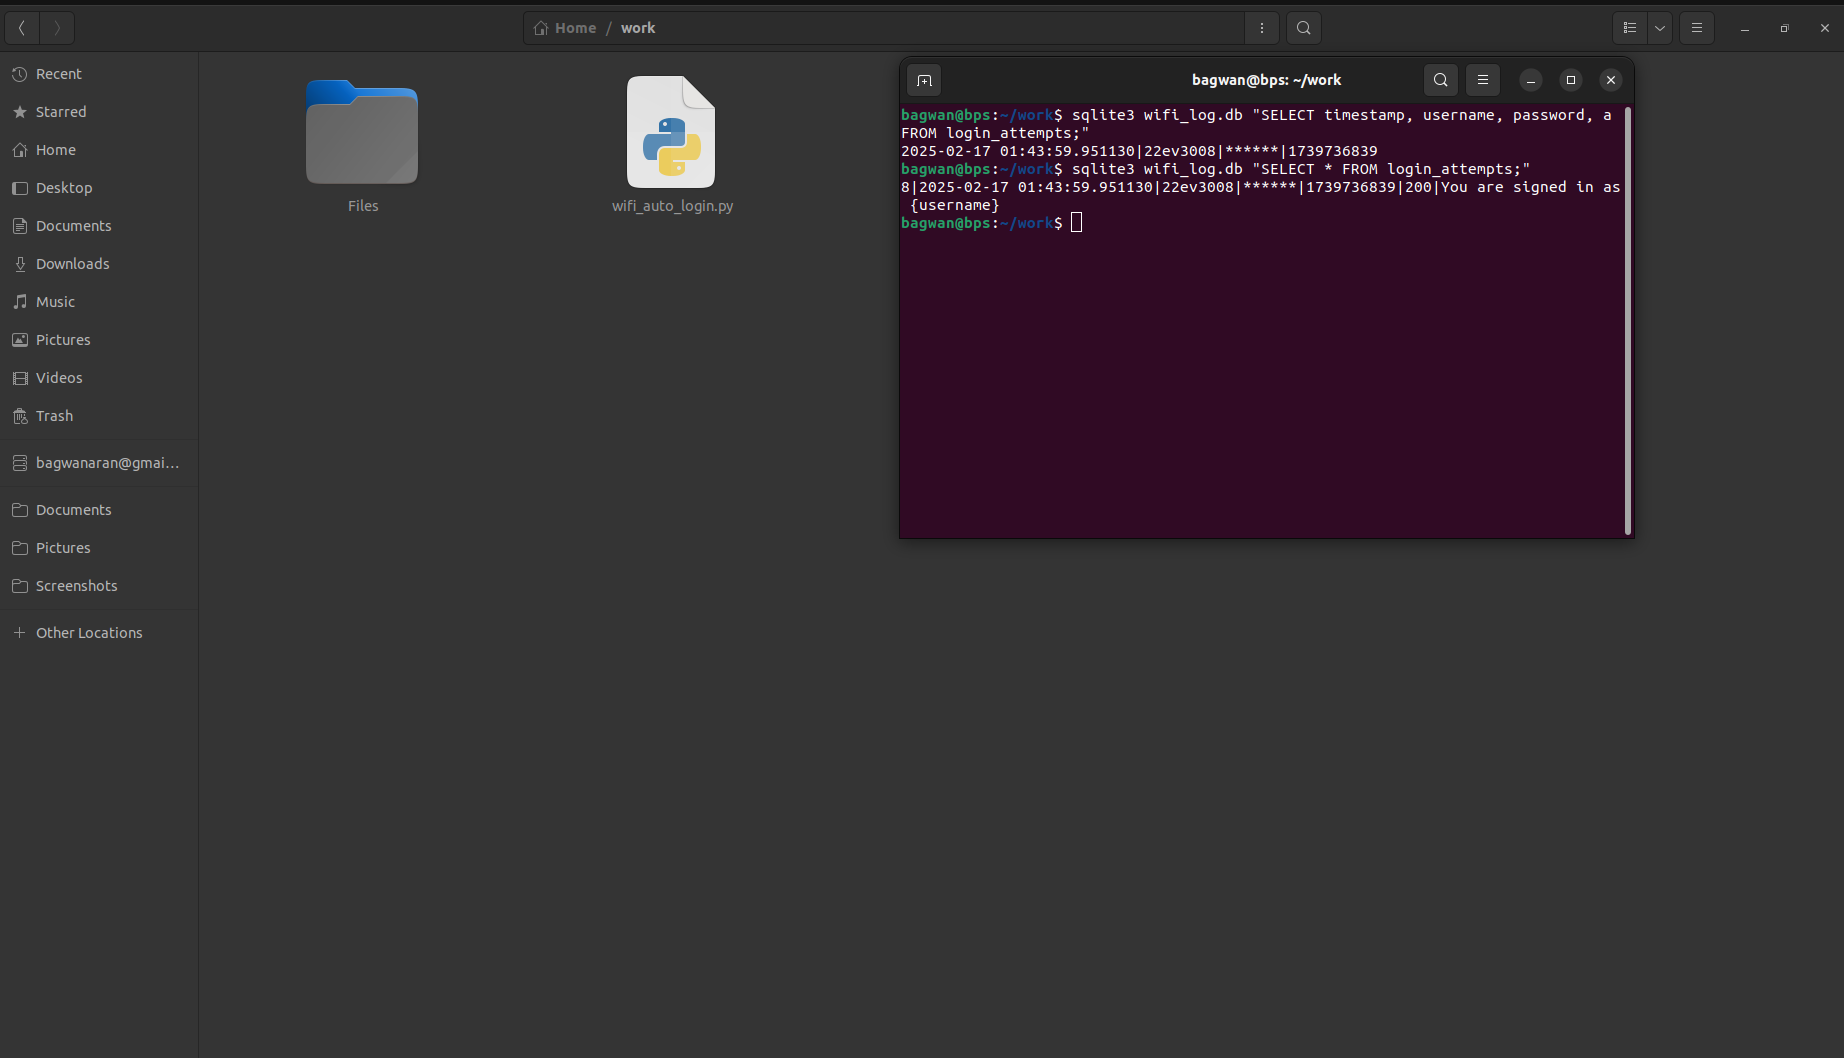 Home / work
Recent
Starred
Home
Desktop
Documents
Downloads
Music
Pictures
Videos
Trash
bagwanaran@gmai...
Documents
Pictures
Screenshots
Other Locations
Files
wifi_auto_login.py
bagwan@bps: ~/work
bagwan@bps:~/work$ sqlite3 wifi_log.db "SELECT timestamp, username, password, a
FROM login_attempts;"
2025-02-17 01:43:59.951130|22ev3008|******|1739736839
bagwan@bps:~/work$ sqlite3 wifi_log.db "SELECT * FROM login_attempts;"
8|2025-02-17 01:43:59.951130|22ev3008|******|1739736839|200|You are signed in as
{username}
bagwan@bps:~/work$